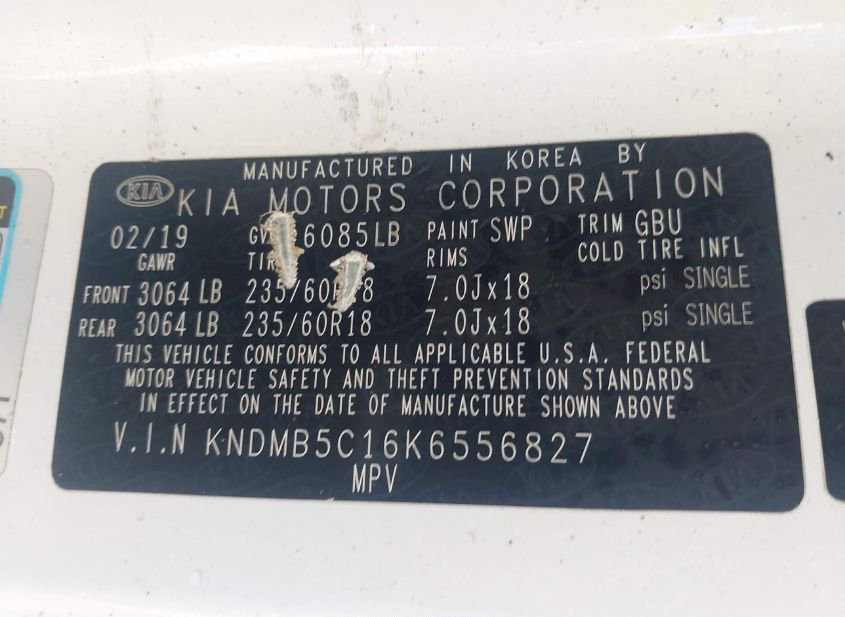 MANUFACTURED IN KOREA BY
KIA KIA MOTORS CORPORATION
02/19 6085LB PAINT SWP TRIM GBU
GAWR RIMS COLD TIRE INFL
FRONT 3064 LB 235/60R18 7.0Jx18 psi SINGLE
REAR 3064 LB 235/60R18 7.0Jx18 psi SINGLE
THIS VEHICLE CONFORMS TO ALL APPLICABLE U.S.A. FEDERAL
MOTOR VEHICLE SAFETY AND THEFT PREVENTION STANDARDS
IN EFFECT ON THE DATE OF MANUFACTURE SHOWN ABOVE
V.I.N KNDMB5C16K6556827
MPV